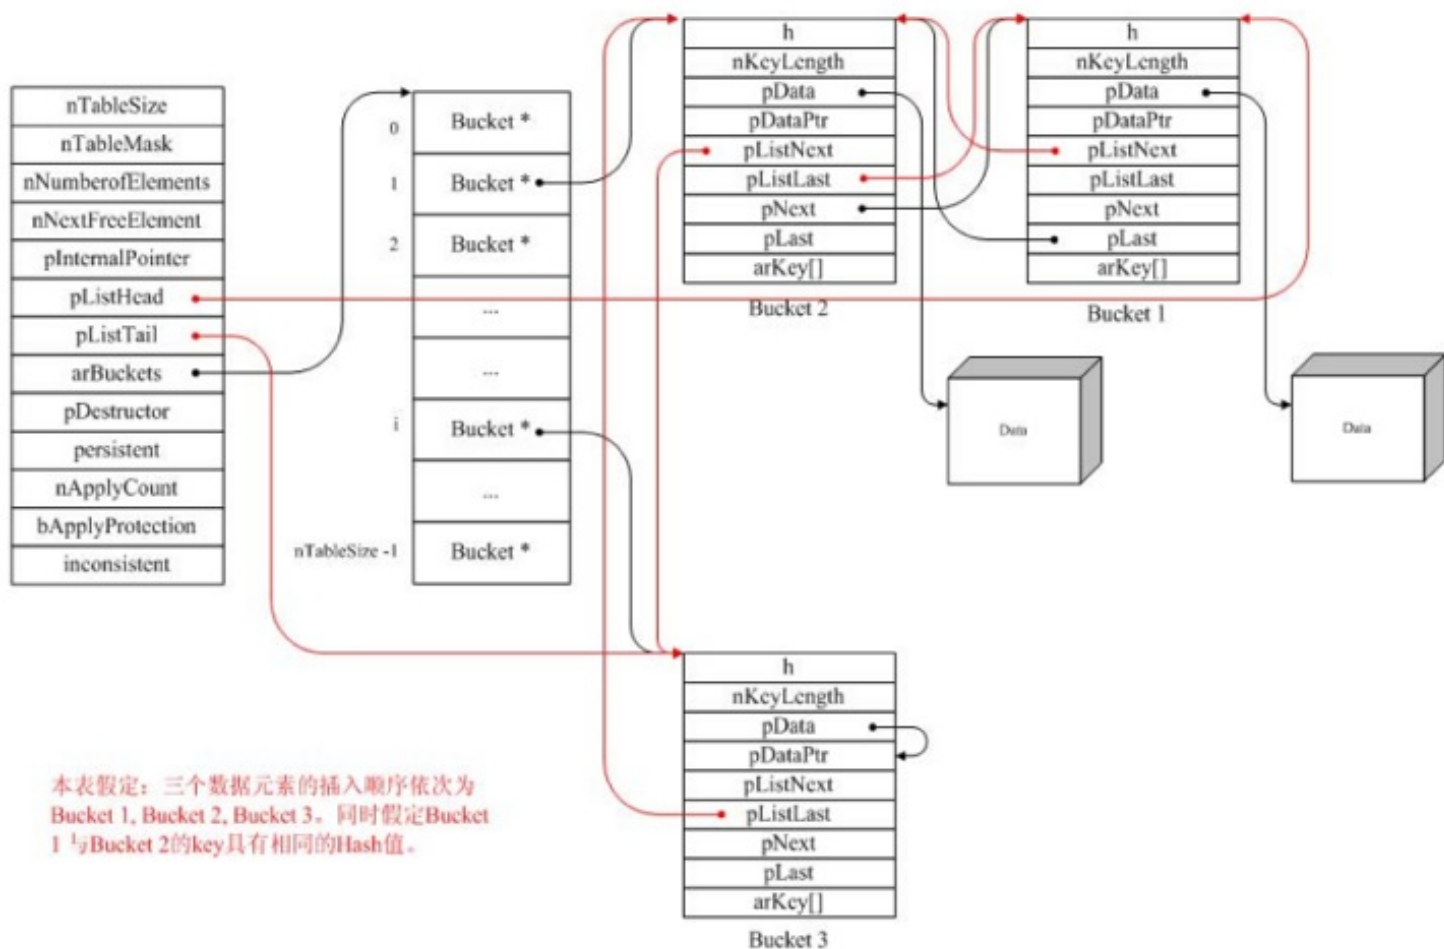 nTableSize
nTableMask
nNumberofElements
nNextFreeElement
pInternalPointer
pListHead
pListTail
arBuckets
pDestructor
persistent
nApplyCount
bApplyProtection
inconsistent
0
Bucket *
1
Bucket *
2
Bucket *
...
...
i
Bucket *
...
nTableSize -1
Bucket *
h
nKeyLength
pData
pDataPtr
pListNext
pListLast
pNext
pLast
arKey[]
Bucket 2
h
nKeyLength
pData
pDataPtr
pListNext
pListLast
pNext
pLast
arKey[]
Bucket 1
Data
Data
h
nKeyLength
pData
pDataPtr
pListNext
pListLast
pNext
pLast
arKey[]
Bucket 3
本表假定：三个数据元素的插入顺序依次为
Bucket 1, Bucket 2, Bucket 3。同时假定Bucket
1 与Bucket 2的key具有相同的Hash值。